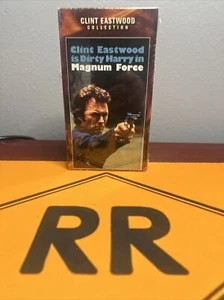 CLINT EASTWOOD
COLLECTION
Clint Eastwood
is Dirty Harry in
Magnum Force
RR